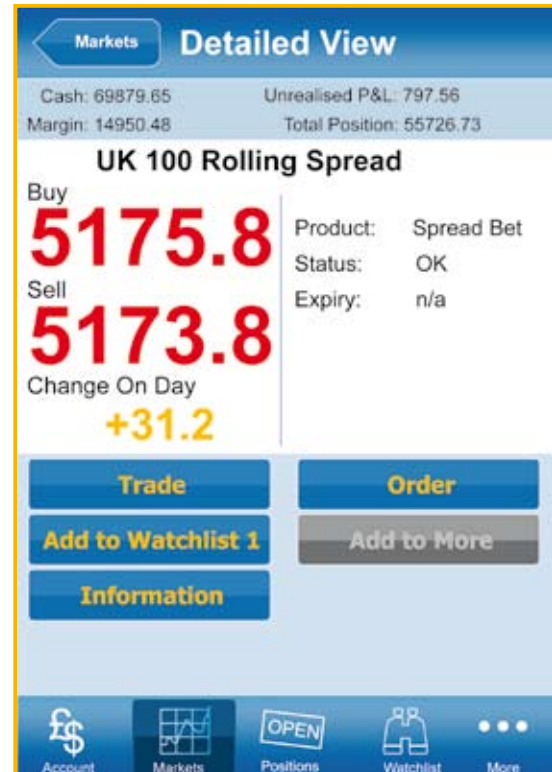 Markets
Detailed View
Cash: 69879.65 Unrealised P&L: 797.56
Margin: 14950.48 Total Position: 55726.73
UK 100 Rolling Spread
Buy
5175.8
Sell
5173.8
Change On Day
+31.2
Product: Spread Bet
Status: OK
Expiry: n/a
Trade
Order
Add to Watchlist 1
Add to More
Information
£$
OPEN
Account Markets Positions Watchlist More